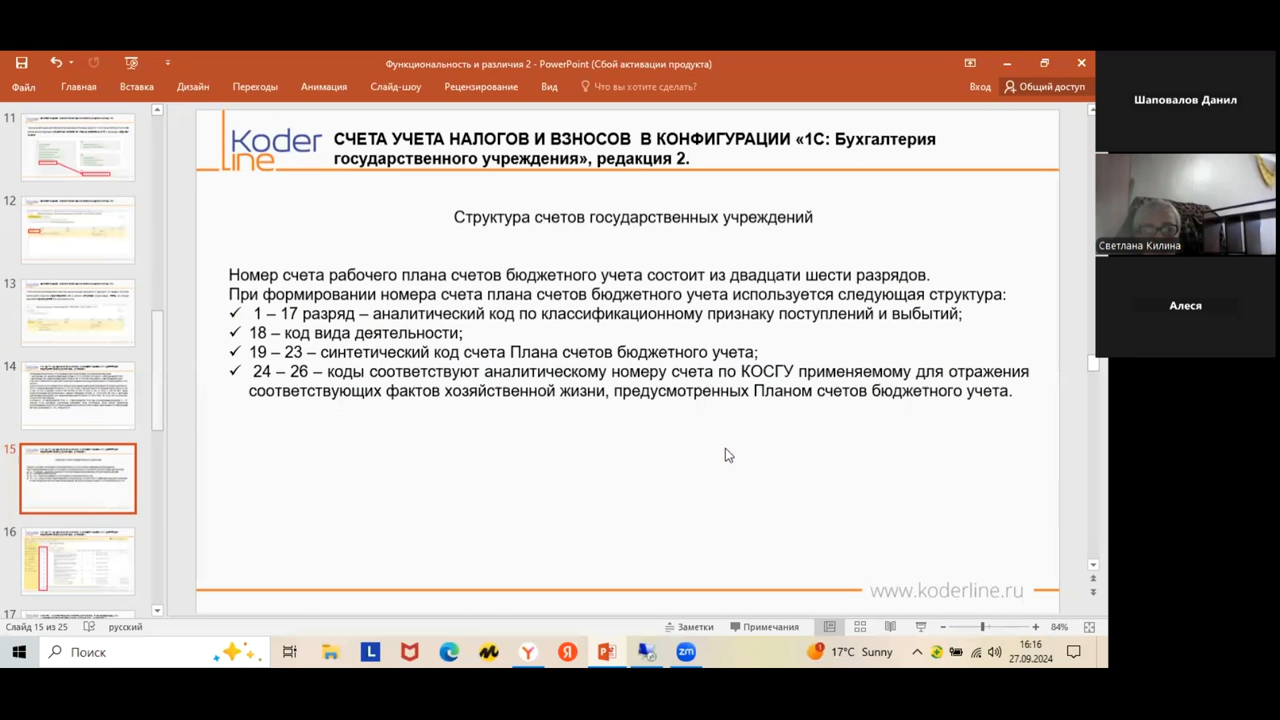 Функциональность и различия 2 - PowerPoint (Сбой активации продукта)
Файл Главная Вставка Дизайн Переходы Анимация Слайд-шоу Рецензирование Вид Что вы хотите сделать? Вход Общий доступ
11
12
13
14
15
16
17
Koder line
СЧЕТА УЧЕТА НАЛОГОВ И ВЗНОСОВ В КОНФИГУРАЦИИ «1С: Бухгалтерия
государственного учреждения», редакция 2.
Структура счетов государственных учреждений
Номер счета рабочего плана счетов бюджетного учета состоит из двадцати шести разрядов.
При формировании номера счета плана счетов бюджетного учета используется следующая структура:
✓ 1 – 17 разряд – аналитический код по классификационному признаку поступлений и выбытий;
✓ 18 – код вида деятельности;
✓ 19 – 23 – синтетический код счета Плана счетов бюджетного учета;
✓ 24 – 26 – коды соответствуют аналитическому номеру счета по КОСГУ применяемому для отражения
соответствующих фактов хозяйственной жизни, предусмотренных Планом счетов бюджетного учета.
www.koderline.ru
Слайд 15 из 25 русский Заметки Примечания 84%
Поиск 17°C Sunny 16:16
27.09.2024
Шаповалов Данил
Светлана Килина
Алеся